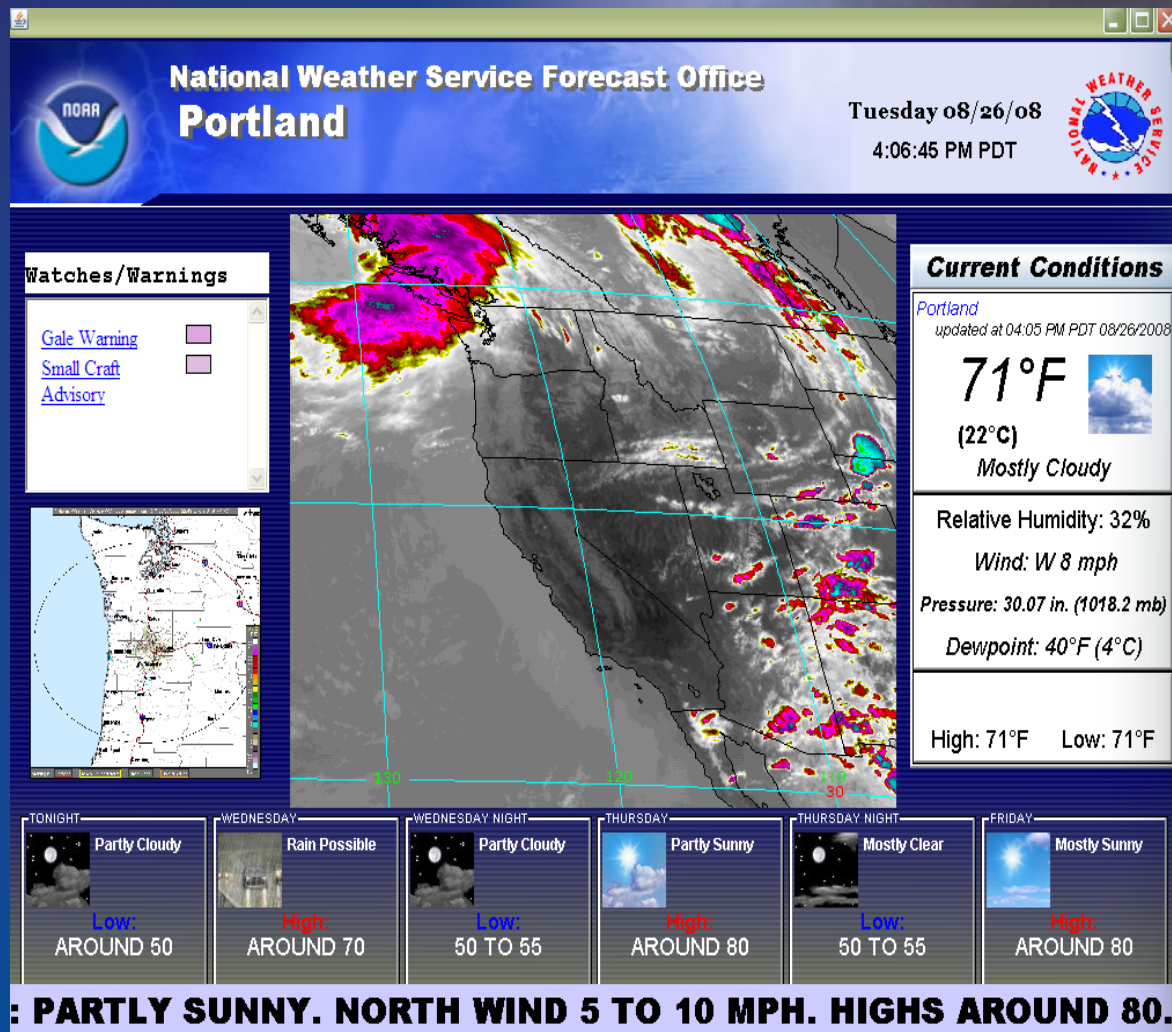 National Weather Service Forecast Office
Portland
Tuesday 08/26/08
4:06:45 PM PDT
NOAA
NATIONAL WEATHER SERVICE
Watches/Warnings
Gale Warning
Small Craft
Advisory
130
120
110
30
Current Conditions
Portland
updated at 04:05 PM PDT 08/26/2008
71°F
(22°C)
Mostly Cloudy
Relative Humidity: 32%
Wind: W 8 mph
Pressure: 30.07 in. (1018.2 mb)
Dewpoint: 40°F (4°C)
High: 71°F Low: 71°F
TONIGHT
Partly Cloudy
Low:
AROUND 50
WEDNESDAY
Rain Possible
High:
AROUND 70
WEDNESDAY NIGHT
Partly Cloudy
Low:
50 TO 55
THURSDAY
Partly Sunny
High:
AROUND 80
THURSDAY NIGHT
Mostly Clear
Low:
50 TO 55
FRIDAY
Mostly Sunny
High:
AROUND 80
: PARTLY SUNNY. NORTH WIND 5 TO 10 MPH. HIGHS AROUND 80.